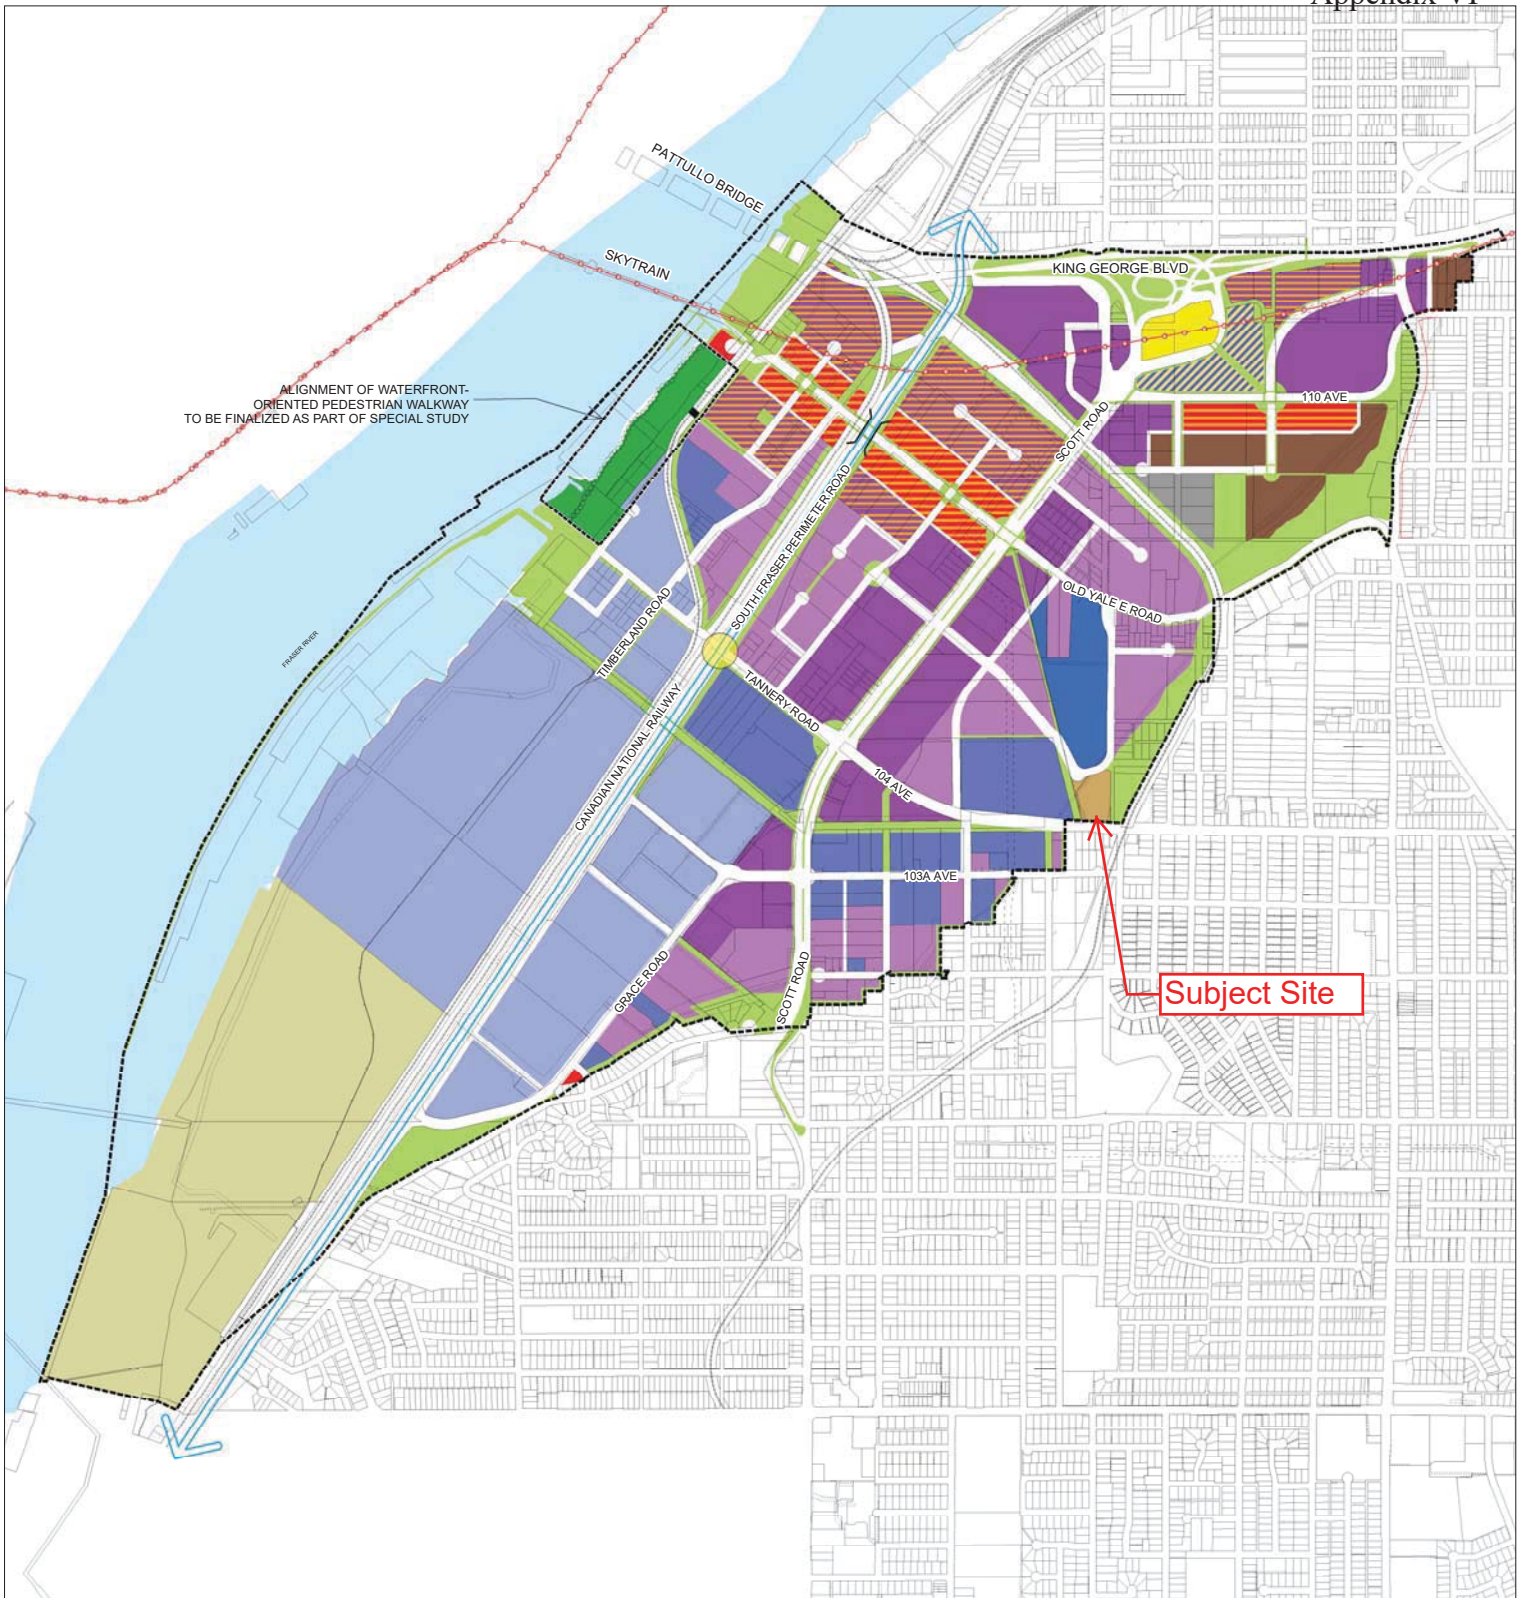 Appendix VI
PATTULLO BRIDGE
SKYTRAIN
KING GEORGE BLVD
ALIGNMENT OF WATERFRONT-
ORIENTED PEDESTRIAN WALKWAY
TO BE FINALIZED AS PART OF SPECIAL STUDY
110 AVE
SCOTT ROAD
SOUTH FRASER PERIMETER ROAD
OLD YALE E ROAD
TIMBERLAND ROAD
FRASER RIVER
TANNERY ROAD
CANADIAN NATIONAL RAILWAY
104 AVE
103A AVE
GRACE ROAD
SCOTT ROAD
Subject Site